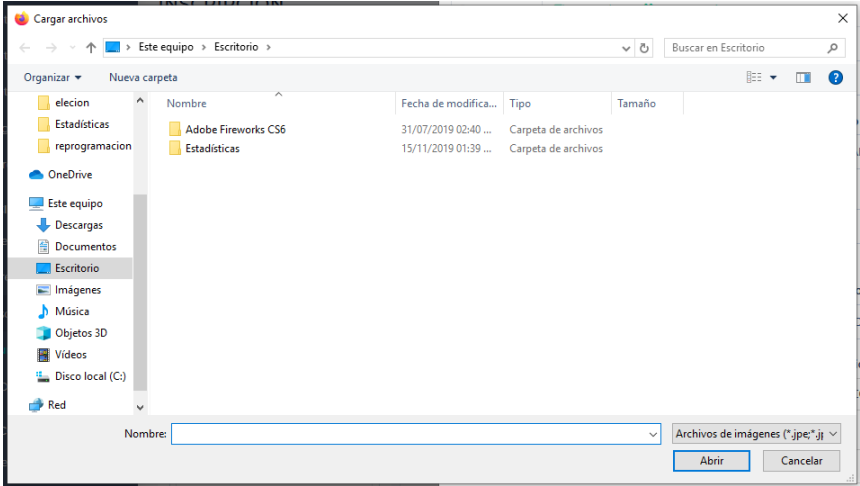 INSCRIPCIÓN
Cargar archivos
Este equipo > Escritorio >
Buscar en Escritorio
Organizar
Nueva carpeta
Nombre Fecha de modifica... Tipo Tamaño
Adobe Fireworks CS6 31/07/2019 02:40 ... Carpeta de archivos
Estadísticas 15/11/2019 01:39 ... Carpeta de archivos
elecion
Estadísticas
reprogramacion
OneDrive
Este equipo
Descargas
Documentos
Escritorio
Imágenes
Música
Objetos 3D
Vídeos
Disco local (C:)
Red
Nombre:
Archivos de imágenes (*.jpe;*.j
Abrir
Cancelar